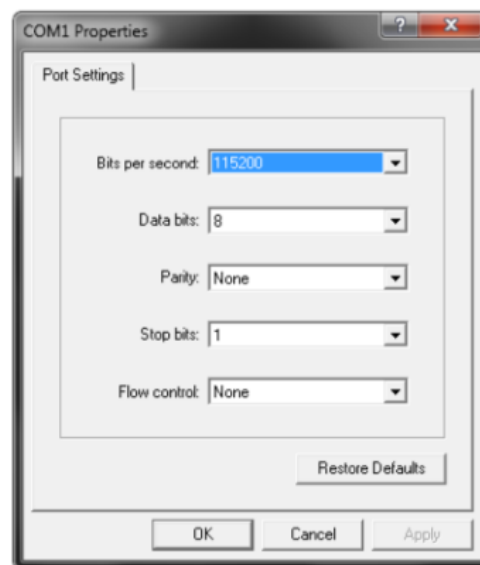 COM1 Properties
Port Settings
Bits per second: 115200
Data bits: 8
Parity: None
Stop bits: 1
Flow control: None
Restore Defaults
OK Cancel Apply